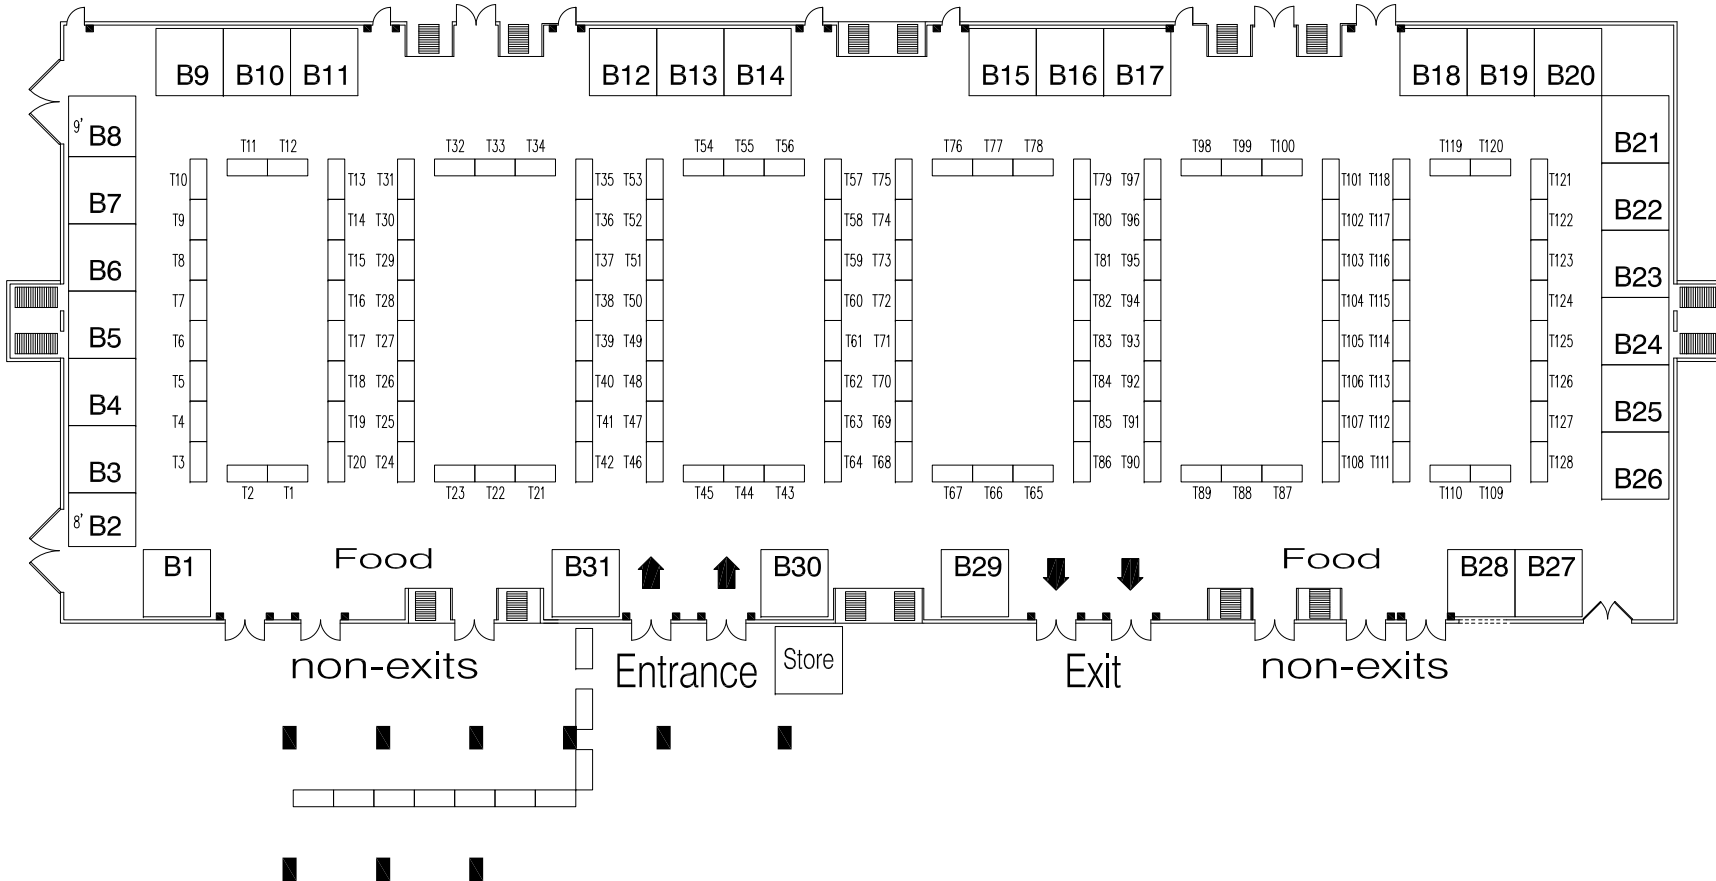 B9 B10 B11 B12 B13 B14 B15 B16 B17 B18 B19 B20
9' B8 B21
T11 T12 T32 T33 T34 T54 T55 T56 T76 T77 T78 T98 T99 T100 T119 T120
T10 T13 T31 T35 T53 T57 T75 T79 T97 T101 T118 T121
B7 T9 T14 T30 T36 T52 T58 T74 T80 T96 T102 T117 T122 B22
B6 T8 T15 T29 T37 T51 T59 T73 T81 T95 T103 T116 T123 B23
T7 T16 T28 T38 T50 T60 T72 T82 T94 T104 T115 T124
B5 T6 T17 T27 T39 T49 T61 T71 T83 T93 T105 T114 T125 B24
T5 T18 T26 T40 T48 T62 T70 T84 T92 T106 T113 T126
B4 T4 T19 T25 T41 T47 T63 T69 T85 T91 T107 T112 T127 B25
B3 T3 T20 T24 T42 T46 T64 T68 T86 T90 T108 T111 T128 B26
T2 T1 T23 T22 T21 T45 T44 T43 T67 T66 T65 T89 T88 T87 T110 T109
8' B2
B1 Food B31 B30 B29 Food B28 B27
non-exits Entrance Store Exit non-exits